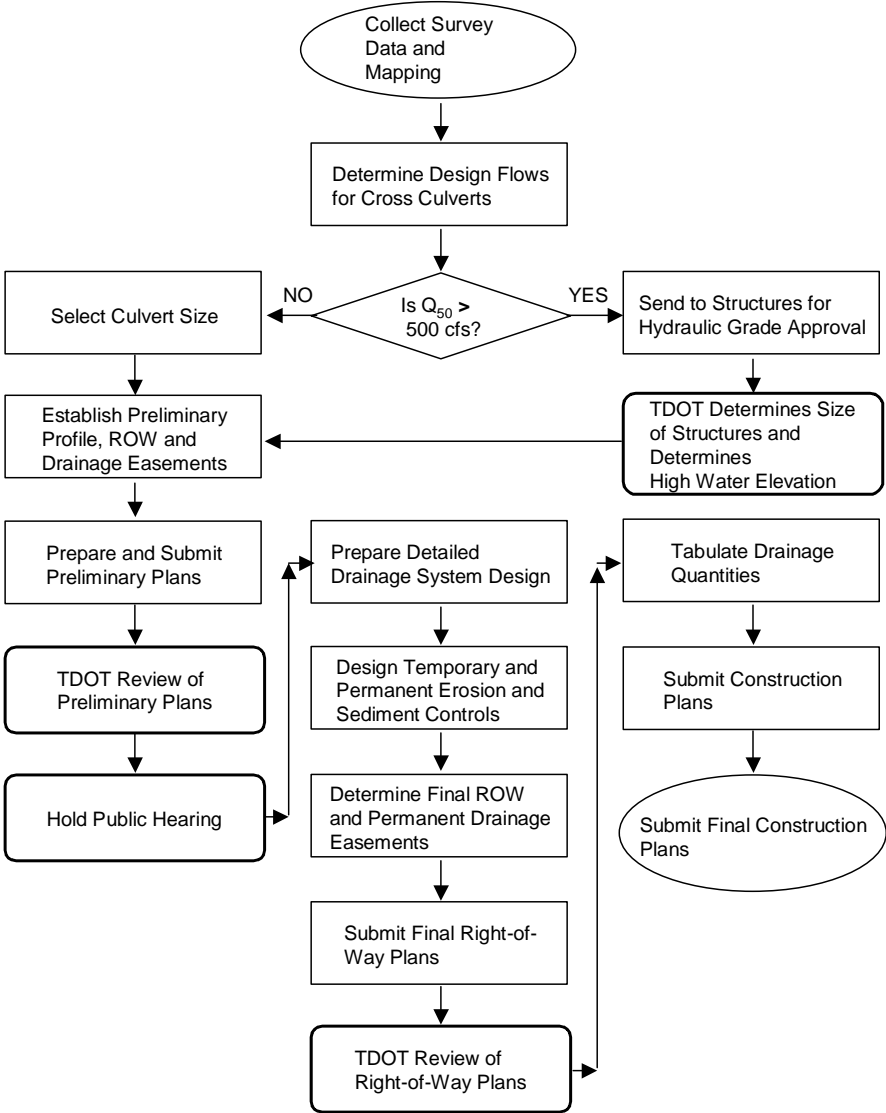 Collect Survey
Data and
Mapping
Determine Design Flows
for Cross Culverts
Is Q50 >
500 cfs?
NO
YES
Select Culvert Size
Send to Structures for
Hydraulic Grade Approval
Establish Preliminary
Profile, ROW and
Drainage Easements
TDOT Determines Size
of Structures and
Determines
High Water Elevation
Prepare and Submit
Preliminary Plans
TDOT Review of
Preliminary Plans
Hold Public Hearing
Prepare Detailed
Drainage System Design
Design Temporary and
Permanent Erosion and
Sediment Controls
Determine Final ROW
and Permanent Drainage
Easements
Submit Final Right-of-
Way Plans
TDOT Review of
Right-of-Way Plans
Tabulate Drainage
Quantities
Submit Construction
Plans
Submit Final Construction
Plans